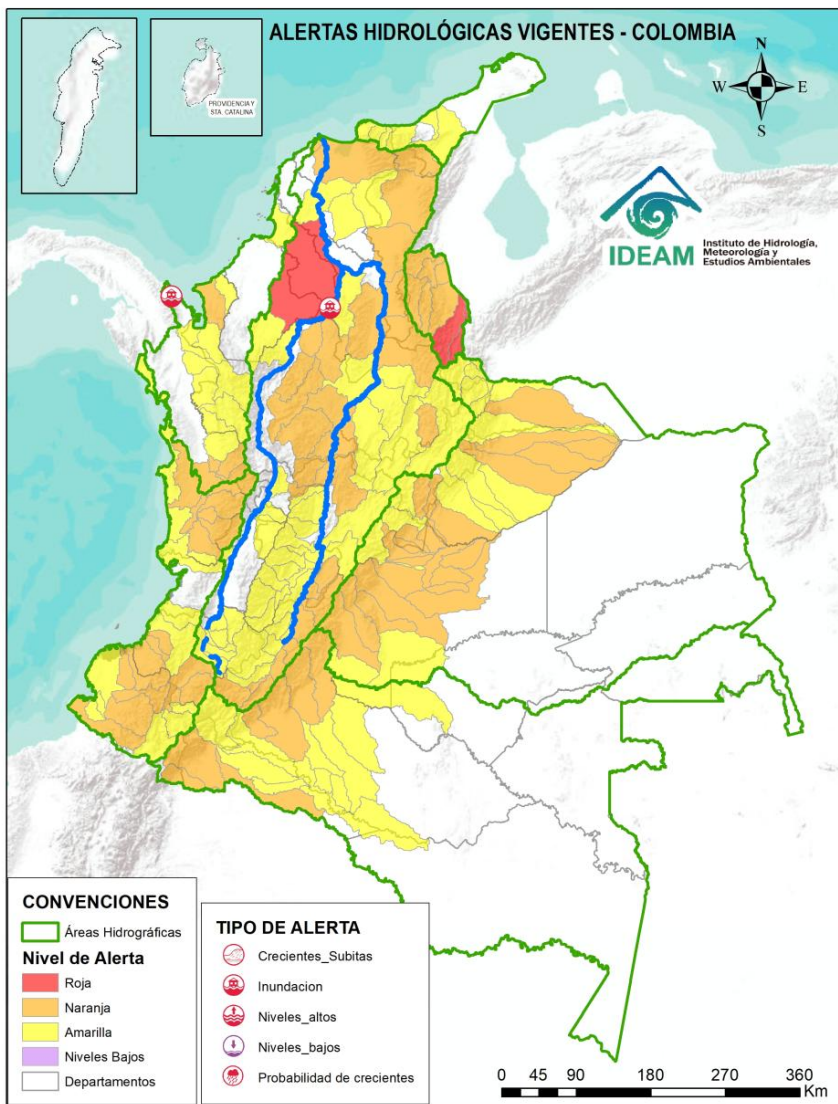 ALERTAS HIDROLÓGICAS VIGENTES - COLOMBIA
PROVIDENCIA Y
STA. CATALINA
N
W
E
S
IDEAM
Instituto de Hidrología,
Meteorología y
Estudios Ambientales
CONVENCIONES
Áreas Hidrográficas
Nivel de Alerta
Roja
Naranja
Amarilla
Niveles Bajos
Departamentos
TIPO DE ALERTA
Crecientes_Subitas
Inundacion
Niveles_altos
Niveles_bajos
Probabilidad de crecientes
0 45 90 180 270 360
Km